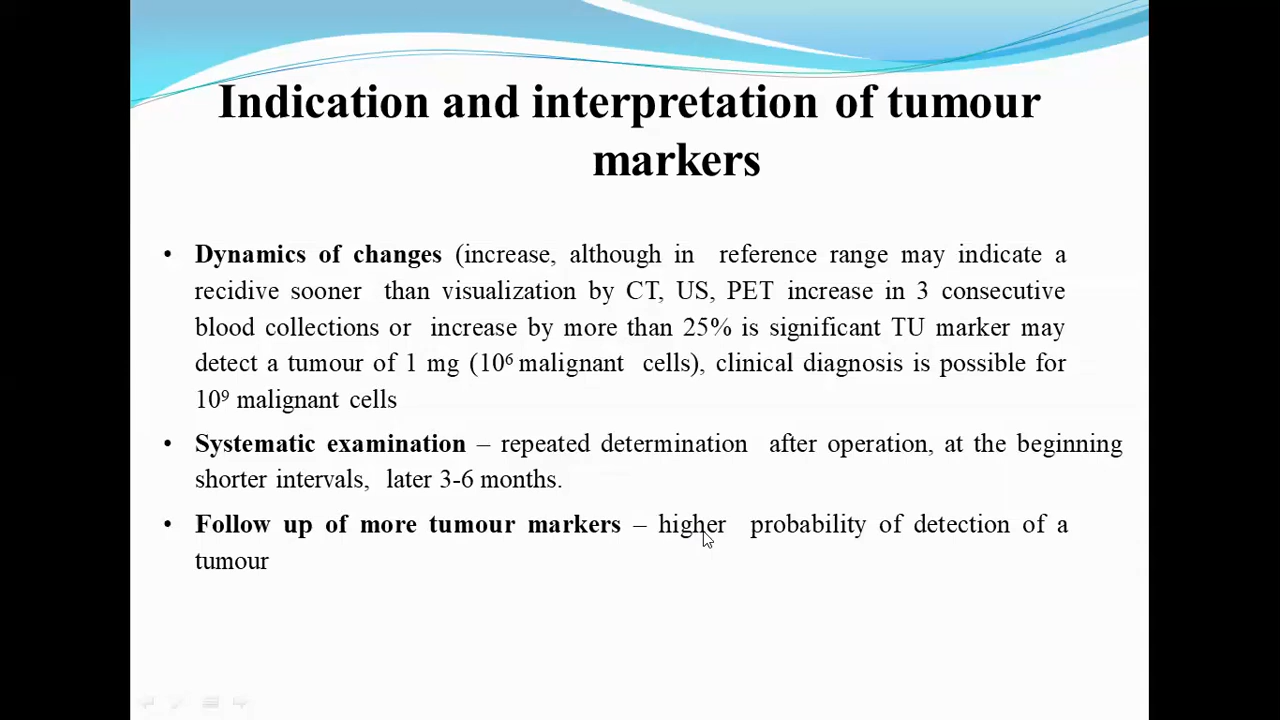 Indication and interpretation of tumour
markers
• Dynamics of changes (increase, although in reference range may indicate a
recidive sooner than visualization by CT, US, PET increase in 3 consecutive
blood collections or increase by more than 25% is significant TU marker may
detect a tumour of 1 mg (10⁶ malignant cells), clinical diagnosis is possible for
10⁹ malignant cells
• Systematic examination – repeated determination after operation, at the beginning
shorter intervals, later 3-6 months.
• Follow up of more tumour markers – higher probability of detection of a
tumour